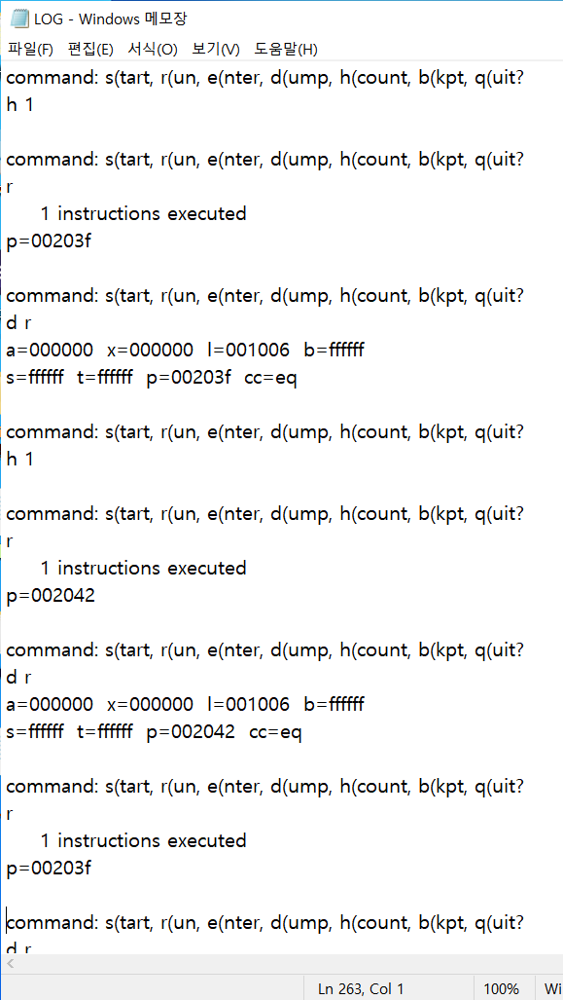 LOG - Windows 메모장
파일(F) 편집(E) 서식(O) 보기(V) 도움말(H)
command: s(tart, r(un, e(nter, d(ump, h(count, b(kpt, q(uit?
h 1
command: s(tart, r(un, e(nter, d(ump, h(count, b(kpt, q(uit?
r
1 instructions executed
p=00203f
command: s(tart, r(un, e(nter, d(ump, h(count, b(kpt, q(uit?
d r
a=000000 x=000000 l=001006 b=ffffff
s=ffffff t=ffffff p=00203f cc=eq
command: s(tart, r(un, e(nter, d(ump, h(count, b(kpt, q(uit?
h 1
command: s(tart, r(un, e(nter, d(ump, h(count, b(kpt, q(uit?
r
1 instructions executed
p=002042
command: s(tart, r(un, e(nter, d(ump, h(count, b(kpt, q(uit?
d r
a=000000 x=000000 l=001006 b=ffffff
s=ffffff t=ffffff p=002042 cc=eq
command: s(tart, r(un, e(nter, d(ump, h(count, b(kpt, q(uit?
r
1 instructions executed
p=00203f
command: s(tart, r(un, e(nter, d(ump, h(count, b(kpt, q(uit?
d r
Ln 263, Col 1 100% Wi